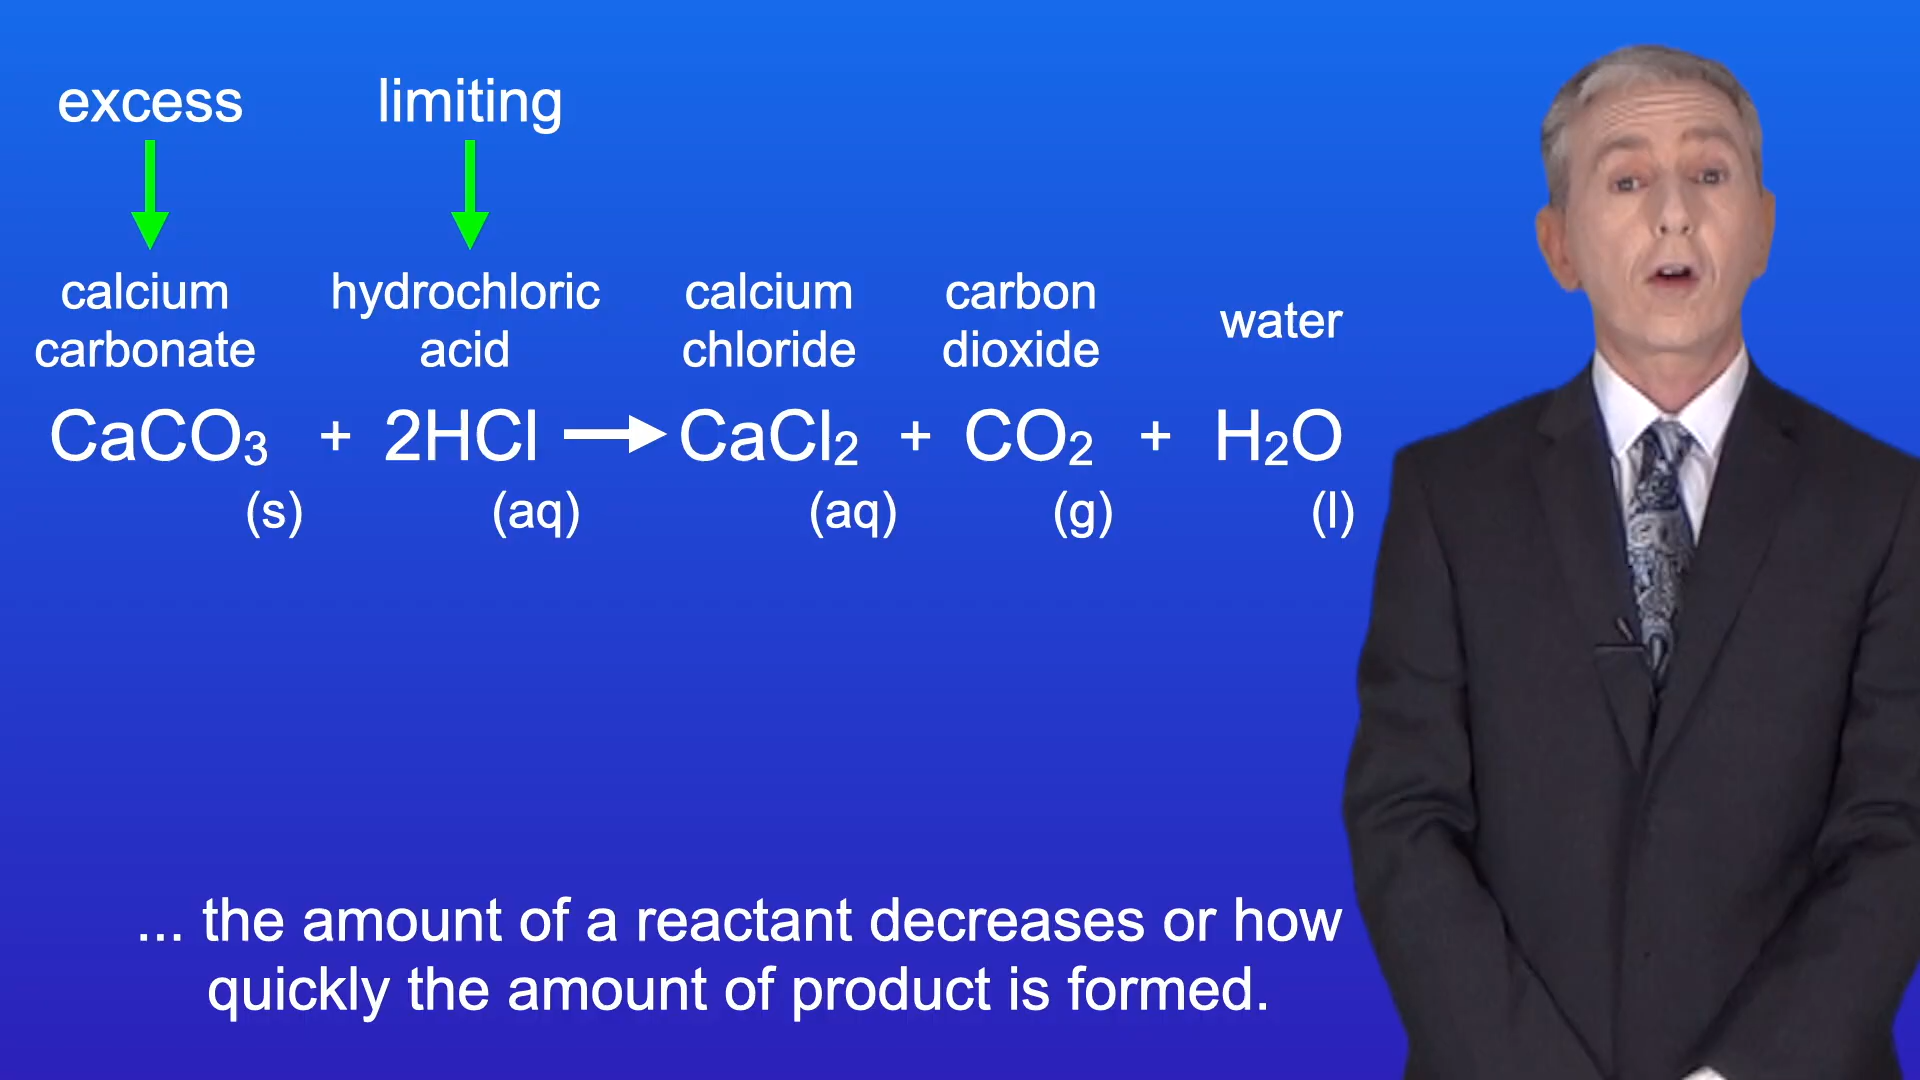 excess limiting
calcium carbonate hydrochloric acid calcium chloride carbon dioxide water
CaCO₃ + 2HCl → CaCl₂ + CO₂ + H₂O
(s) (aq) (aq) (g) (l)
... the amount of a reactant decreases or how
quickly the amount of product is formed.